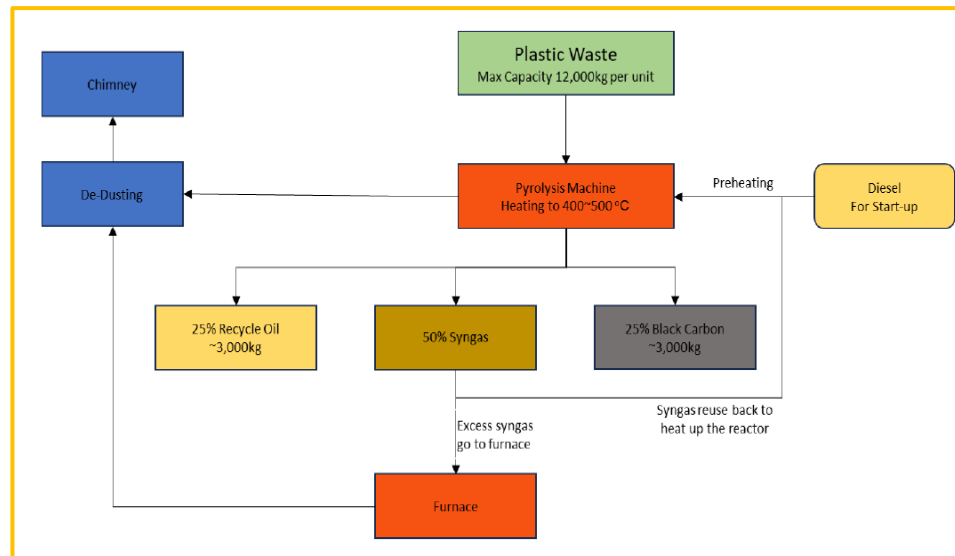 Plastic Waste
Max Capacity 12,000kg per unit
Chimney
De-Dusting
Pyrolysis Machine
Heating to 400~500 ºC
Preheating
Diesel
For Start-up
25% Recycle Oil
~3,000kg
50% Syngas
25% Black Carbon
~3,000kg
Excess syngas
go to furnace
Syngas reuse back to
heat up the reactor
Furnace